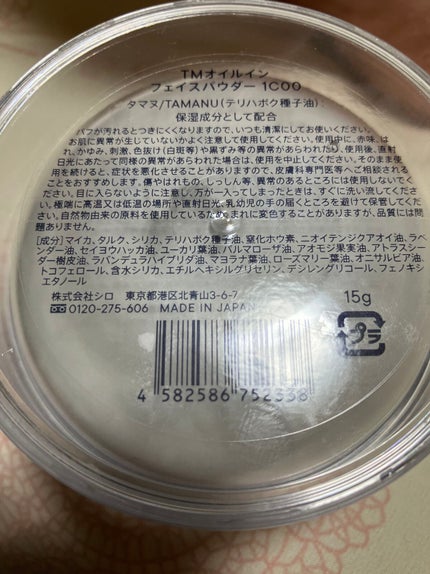 TMオイルイン
フェイスパウダー 1C00
タマヌ/TAMANU(テリハボク種子油)
保湿成分として配合
パフが汚れるとつきにくくなりますので、いつも清潔にしてお使いください。
お肌に異常が生じていないかよく注意して使用してください。使用中に、赤味、は
れ、かゆみ、刺激、色抜け(白斑等)や黒ずみ等の異常があらわれたり、使用後、直射
日光にあたって同様の異常があらわれた場合は、使用を中止してください。そのまま使
用を続けると、症状を悪化させることがありますので、皮膚科専門医等へご相談される
ことをおすすめします。傷やはれもの、しっしん等、異常のあるところには使用しないで
ください。目に入らないように注意し、万が一入ってしまったときは、すぐに洗い流してくだ
さい。極端に高温又は低温の場所や直射日光、乳幼児の手の届くところを避けて保管してくだ
さい。自然物由来の原料を使用しているため、まれに変色することがありますが、品質には問
題ありません。
[成分]マイカ、タルク、シリカ、テリハボク種子油、窒化ホウ素、ニオイテンジクアオイ油、ラベ
ンダー油、セイヨウハッカ油、ユーカリ葉油、パルマローザ油、アオモジ果実油、アトラスシー
ダー樹皮油、ラバンデュラハイブリダ油、マヨラナ葉油、ローズマリー葉油、オニサルビア油、
トコフェロール、含水シリカ、エチルヘキシルグリセリン、デシレングリコール、フェノキシ
エタノール
株式会社シロ 東京都港区北青山3-6-7
0120-275-606 MADE IN JAPAN
15g
プラ
4 582586 752538